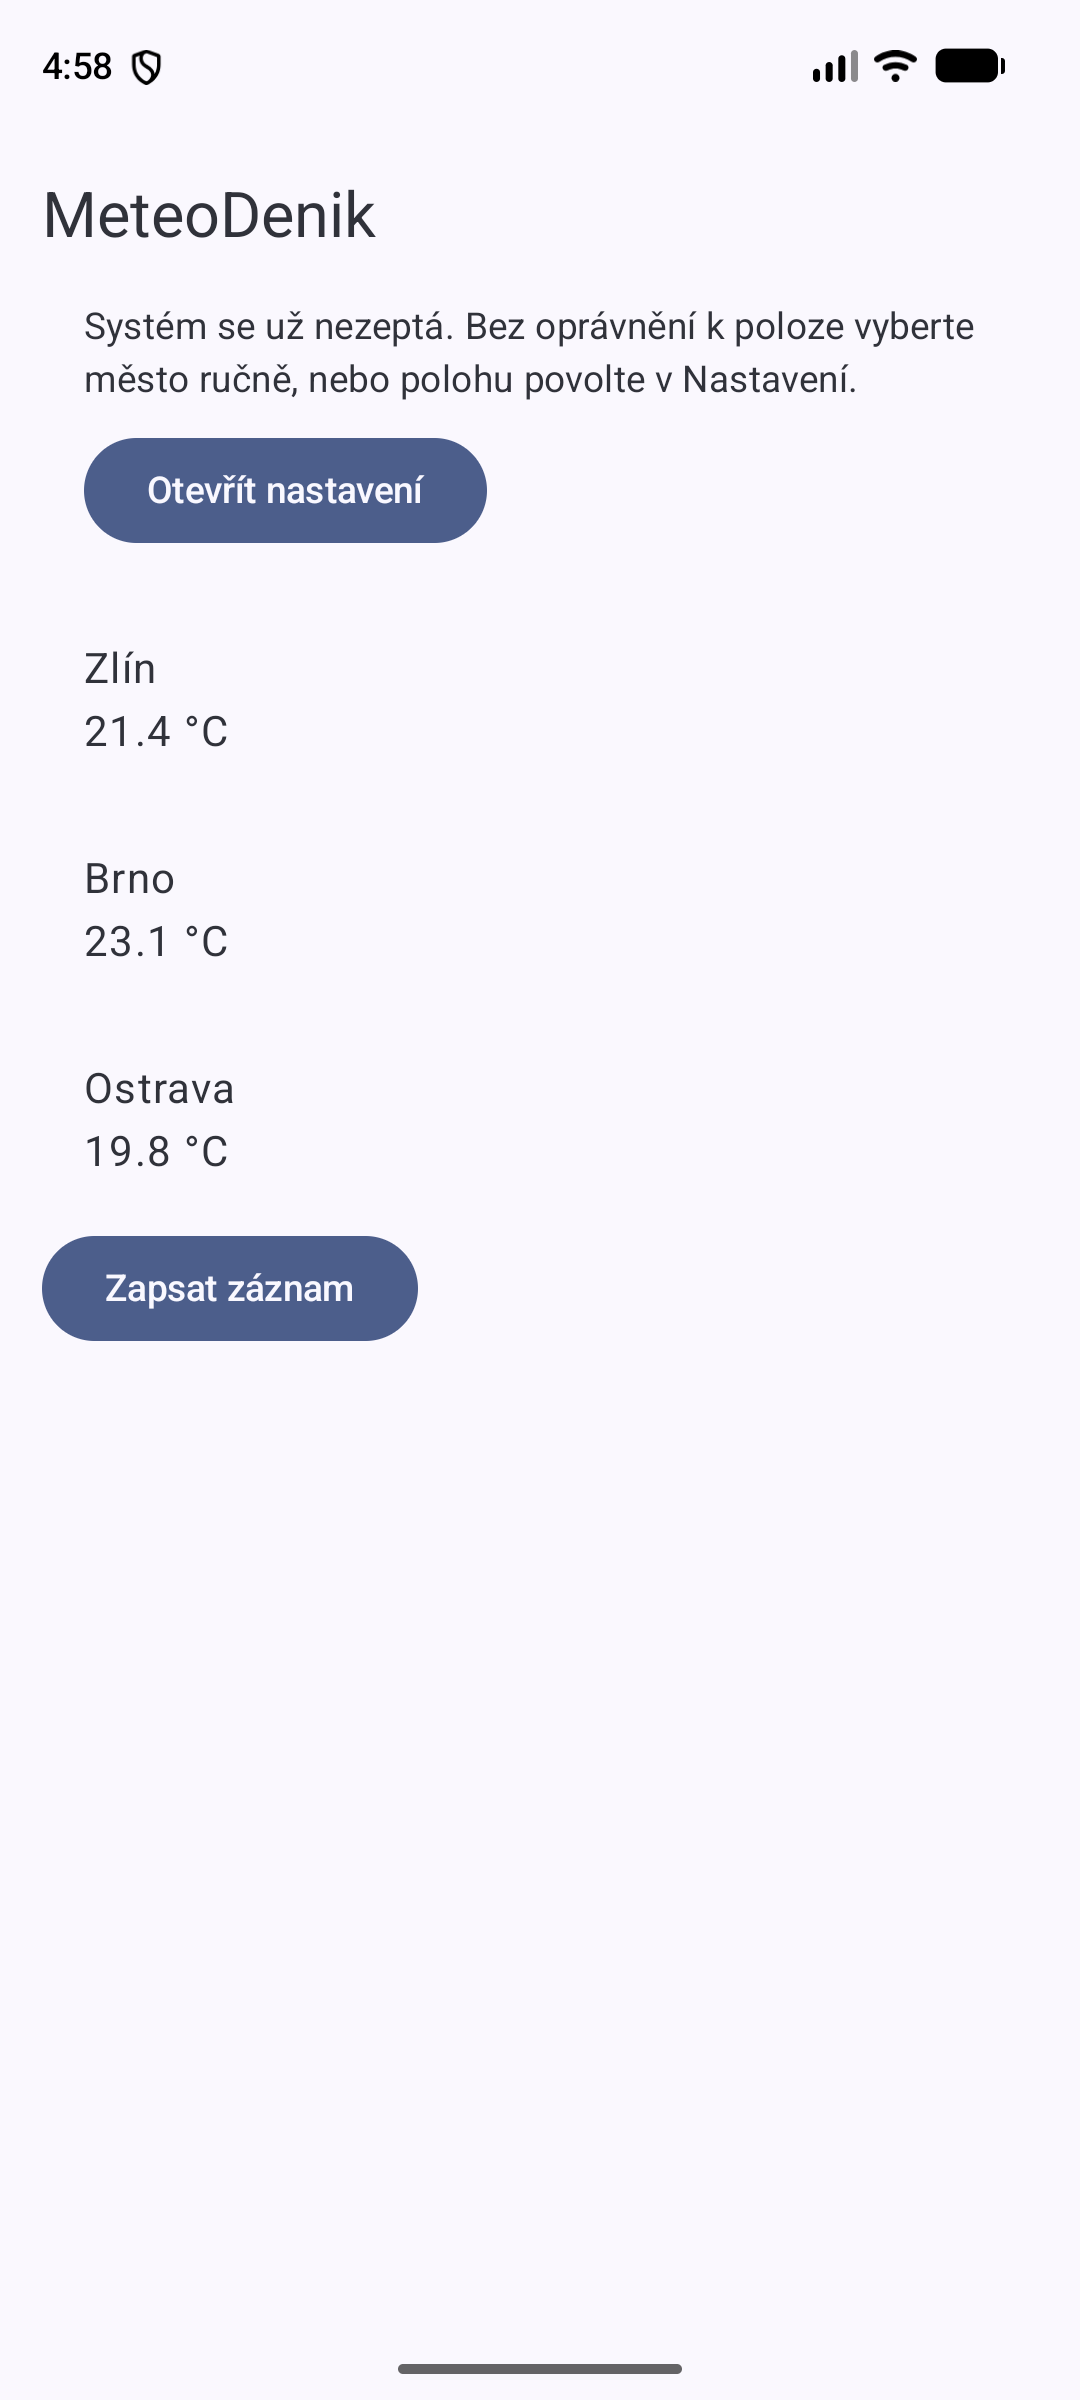 4:58
MeteoDenik
Systém se už nezeptá. Bez oprávnění k poloze vyberte
město ručně, nebo polohu povolte v Nastavení.
Otevřít nastavení
Zlín
21.4 °C
Brno
23.1 °C
Ostrava
19.8 °C
Zapsat záznam